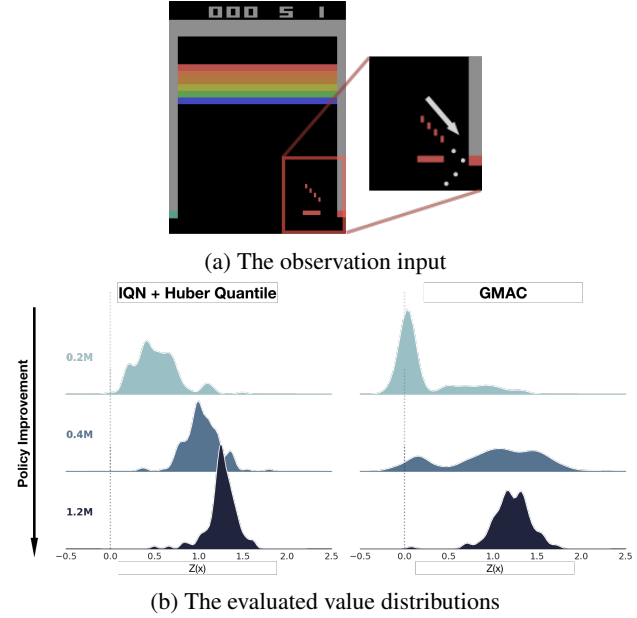 000 5 1
(a) The observation input
IQN + Huber Quantile
GMAC
Policy Improvement
0.2M
0.4M
1.2M
−0.5 0.0 0.5 1.0 1.5 2.0 2.5
Z(x)
−0.5 0.0 0.5 1.0 1.5 2.0 2.5
Z(x)
(b) The evaluated value distributions